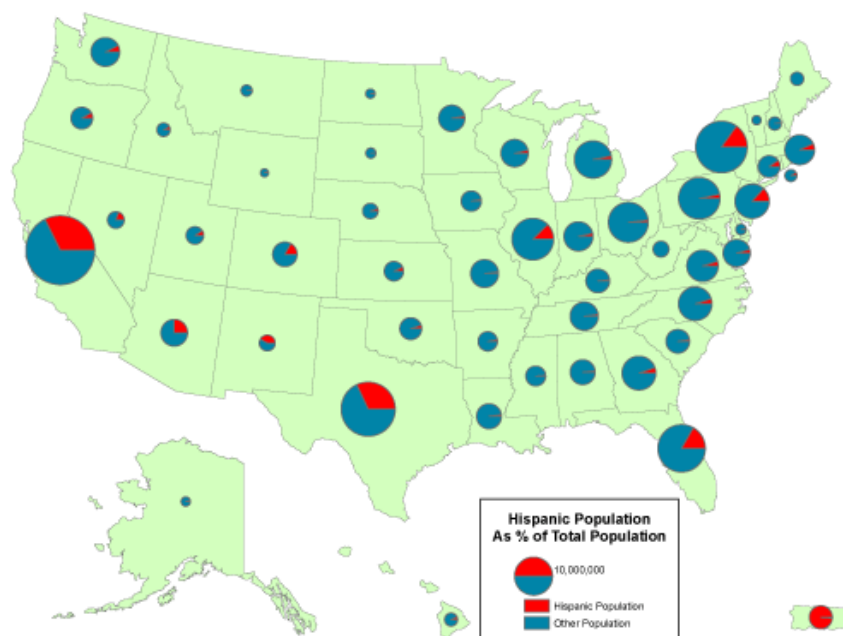 Hispanic Population
As % of Total Population
10,000,000
Hispanic Population
Other Population